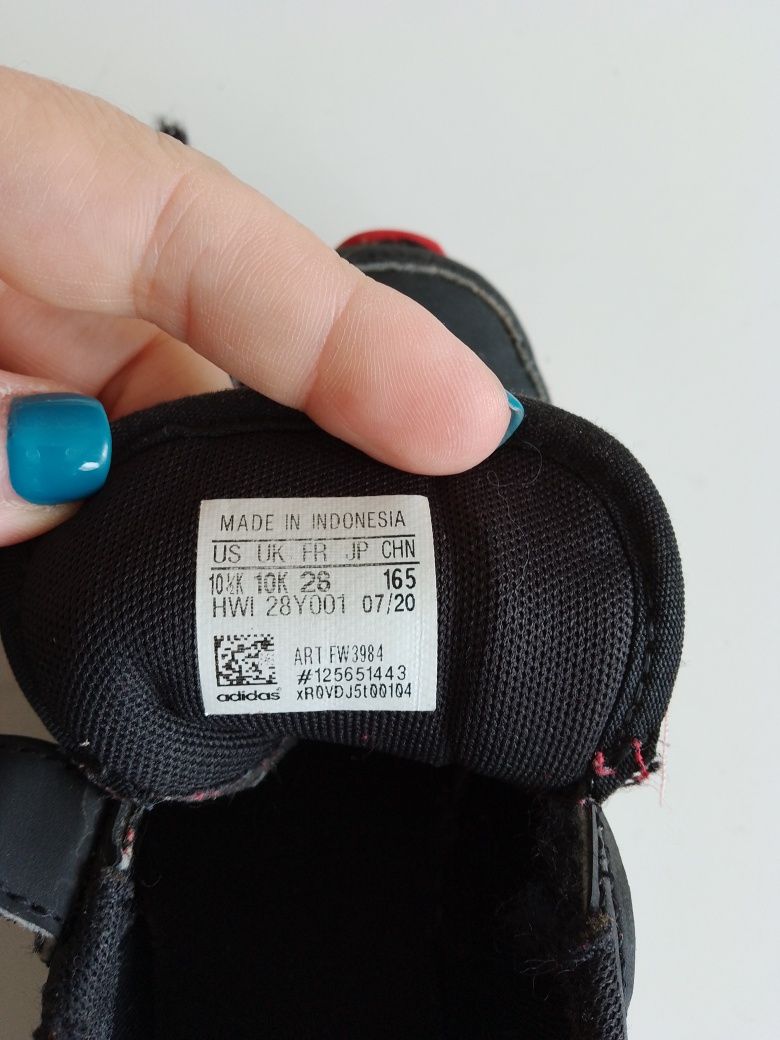 MADE IN INDONESIA
US UK FR JP CHN
10½K 10K 28 165
HWI 28Y001 07/20
ART FW3984
#125651443
adidas xR0VDJ5t00104